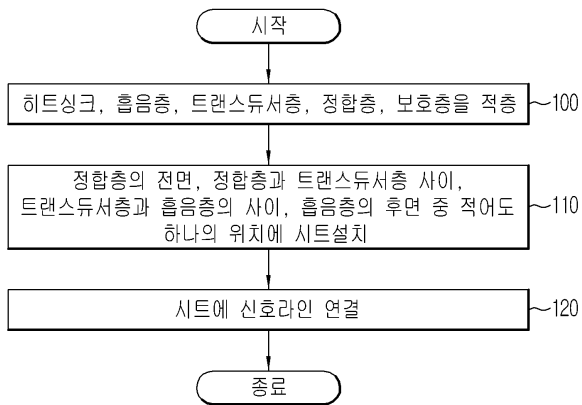 시작
히트싱크, 흡음층, 트랜스듀서층, 정합층, 보호층을 적층
100
정합층의 전면, 정합층과 트랜스듀서층 사이,
트랜스듀서층과 흡음층의 사이, 흡음층의 후면 중 적어도
하나의 위치에 시트설치
110
시트에 신호라인 연결
120
종료